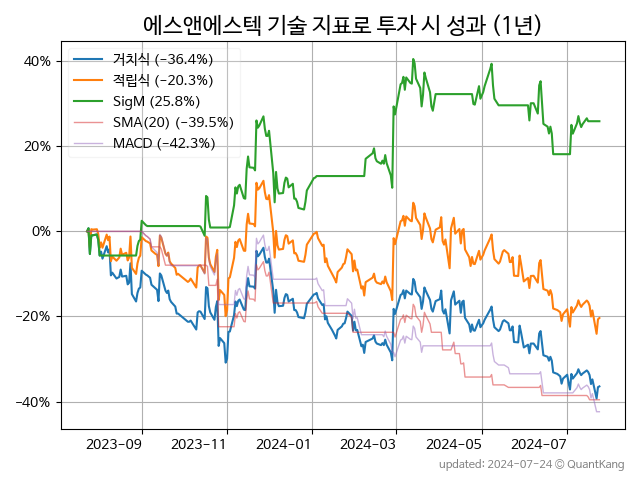 에스앤에스텍 기술 지표로 투자 시 성과 (1년)
거치식 (−36.4%)
적립식 (−20.3%)
SigM (25.8%)
SMA(20) (−39.5%)
MACD (−42.3%)
40%
20%
0%
−20%
−40%
2023-09 2023-11 2024-01 2024-03 2024-05 2024-07
updated: 2024-07-24 © QuantKang